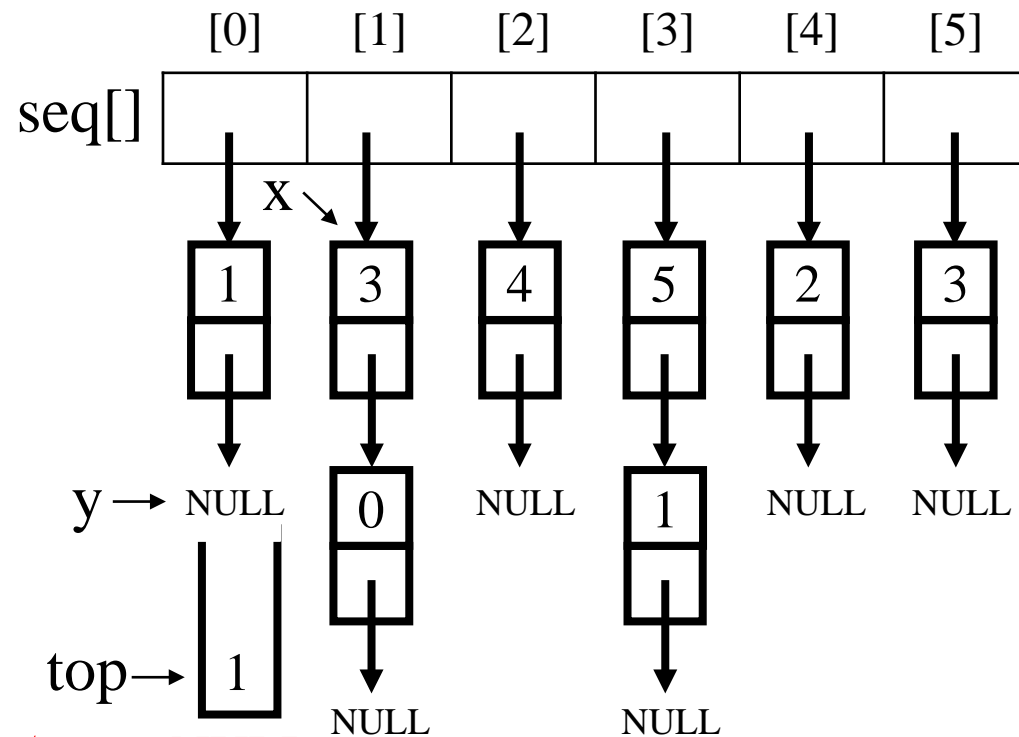 [0] [1] [2] [3] [4] [5]
seq[]
x
1 3 4 5 2 3
y NULL 0 NULL 1 NULL NULL
top 1
NULL NULL